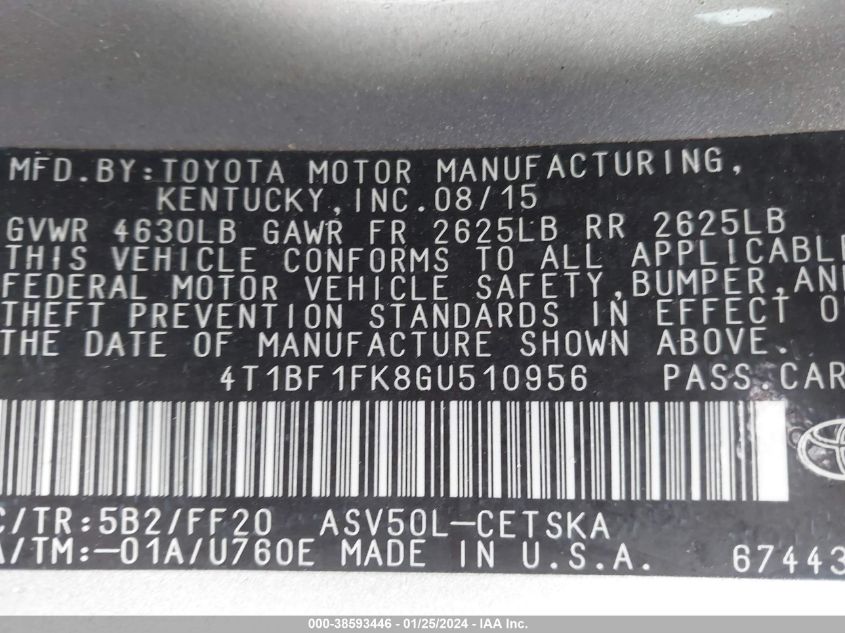 MFD.BY:TOYOTA MOTOR MANUFACTURING,
KENTUCKY,INC.08/15
GVWR 4630LB GAWR FR 2625LB RR 2625LB
THIS VEHICLE CONFORMS TO ALL APPLICABLE
FEDERAL MOTOR VEHICLE SAFETY,BUMPER,AND
THEFT PREVENTION STANDARDS IN EFFECT O
THE DATE OF MANUFACTURE SHOWN ABOVE.
4T1BF1FK8GU510956 PASS.CAR
C/TR:5B2/FF20 ASV50L-CETSKA
A/TM:-01A/U760E MADE IN U.S.A. 67443
000-38593446 - 01/25/2024 - IAA Inc.